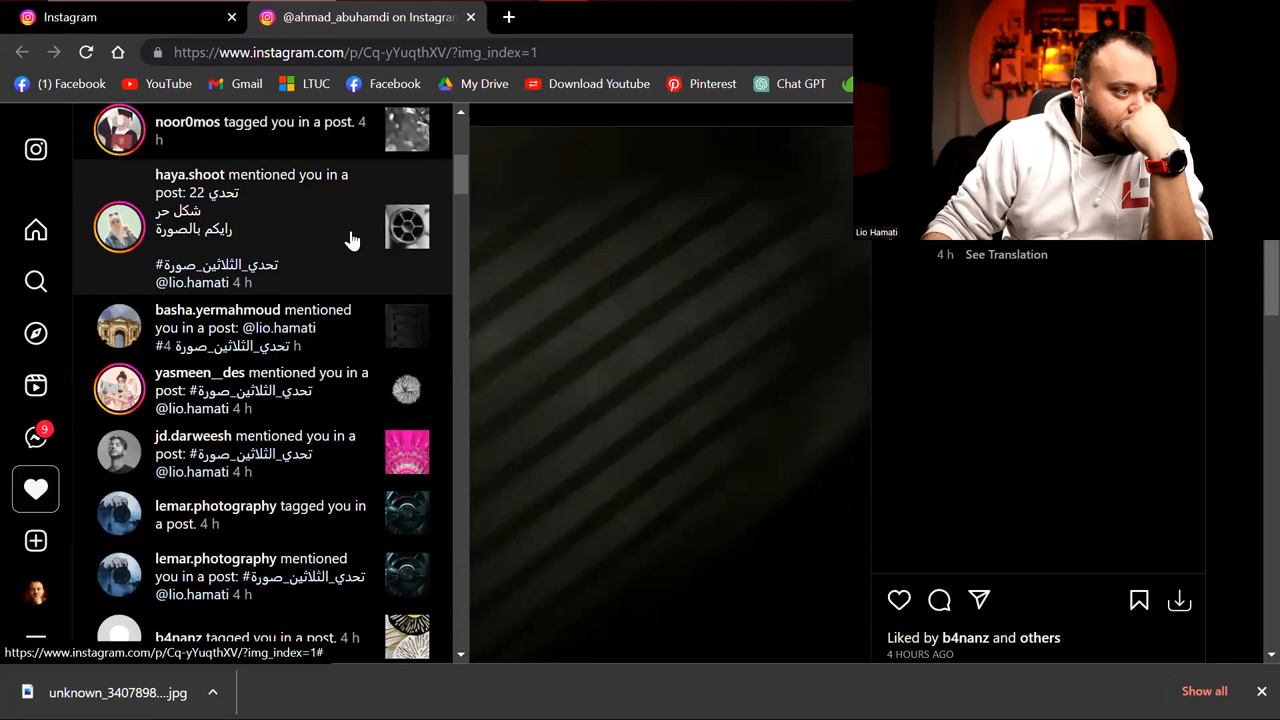 Instagram
@ahmad_abuhamdi on Instagram
https://www.instagram.com/p/Cq-yYuqthXV/?img_index=1
(1) Facebook
YouTube
Gmail
LTUC
Facebook
My Drive
Download Youtube
Pinterest
Chat GPT
noor0mos tagged you in a post. 4
h
haya.shoot mentioned you in a
post: تحدي 22
شكل حر
رايكم بالصورة
#تحدي_الثلاثين_صورة
@lio.hamati 4 h
basha.yermahmoud mentioned
you in a post: @lio.hamati
#تحدي_الثلاثين_صورة 4 h
yasmeen__des mentioned you in a
post: #تحدي_الثلاثين_صورة
@lio.hamati 4 h
jd.darweesh mentioned you in a
post: #تحدي_الثلاثين_صورة
@lio.hamati 4 h
lemar.photography tagged you in
a post. 4 h
lemar.photography mentioned
you in a post: #تحدي_الثلاثين_صورة
@lio.hamati 4 h
b4nanz tagged you in a post. 4 h
9
https://www.instagram.com/p/Cq-yYuqthXV/?img_index=1#
Lio Hamati
4 h See Translation
Liked by b4nanz and others
4 HOURS AGO
unknown_3407898....jpg
Show all